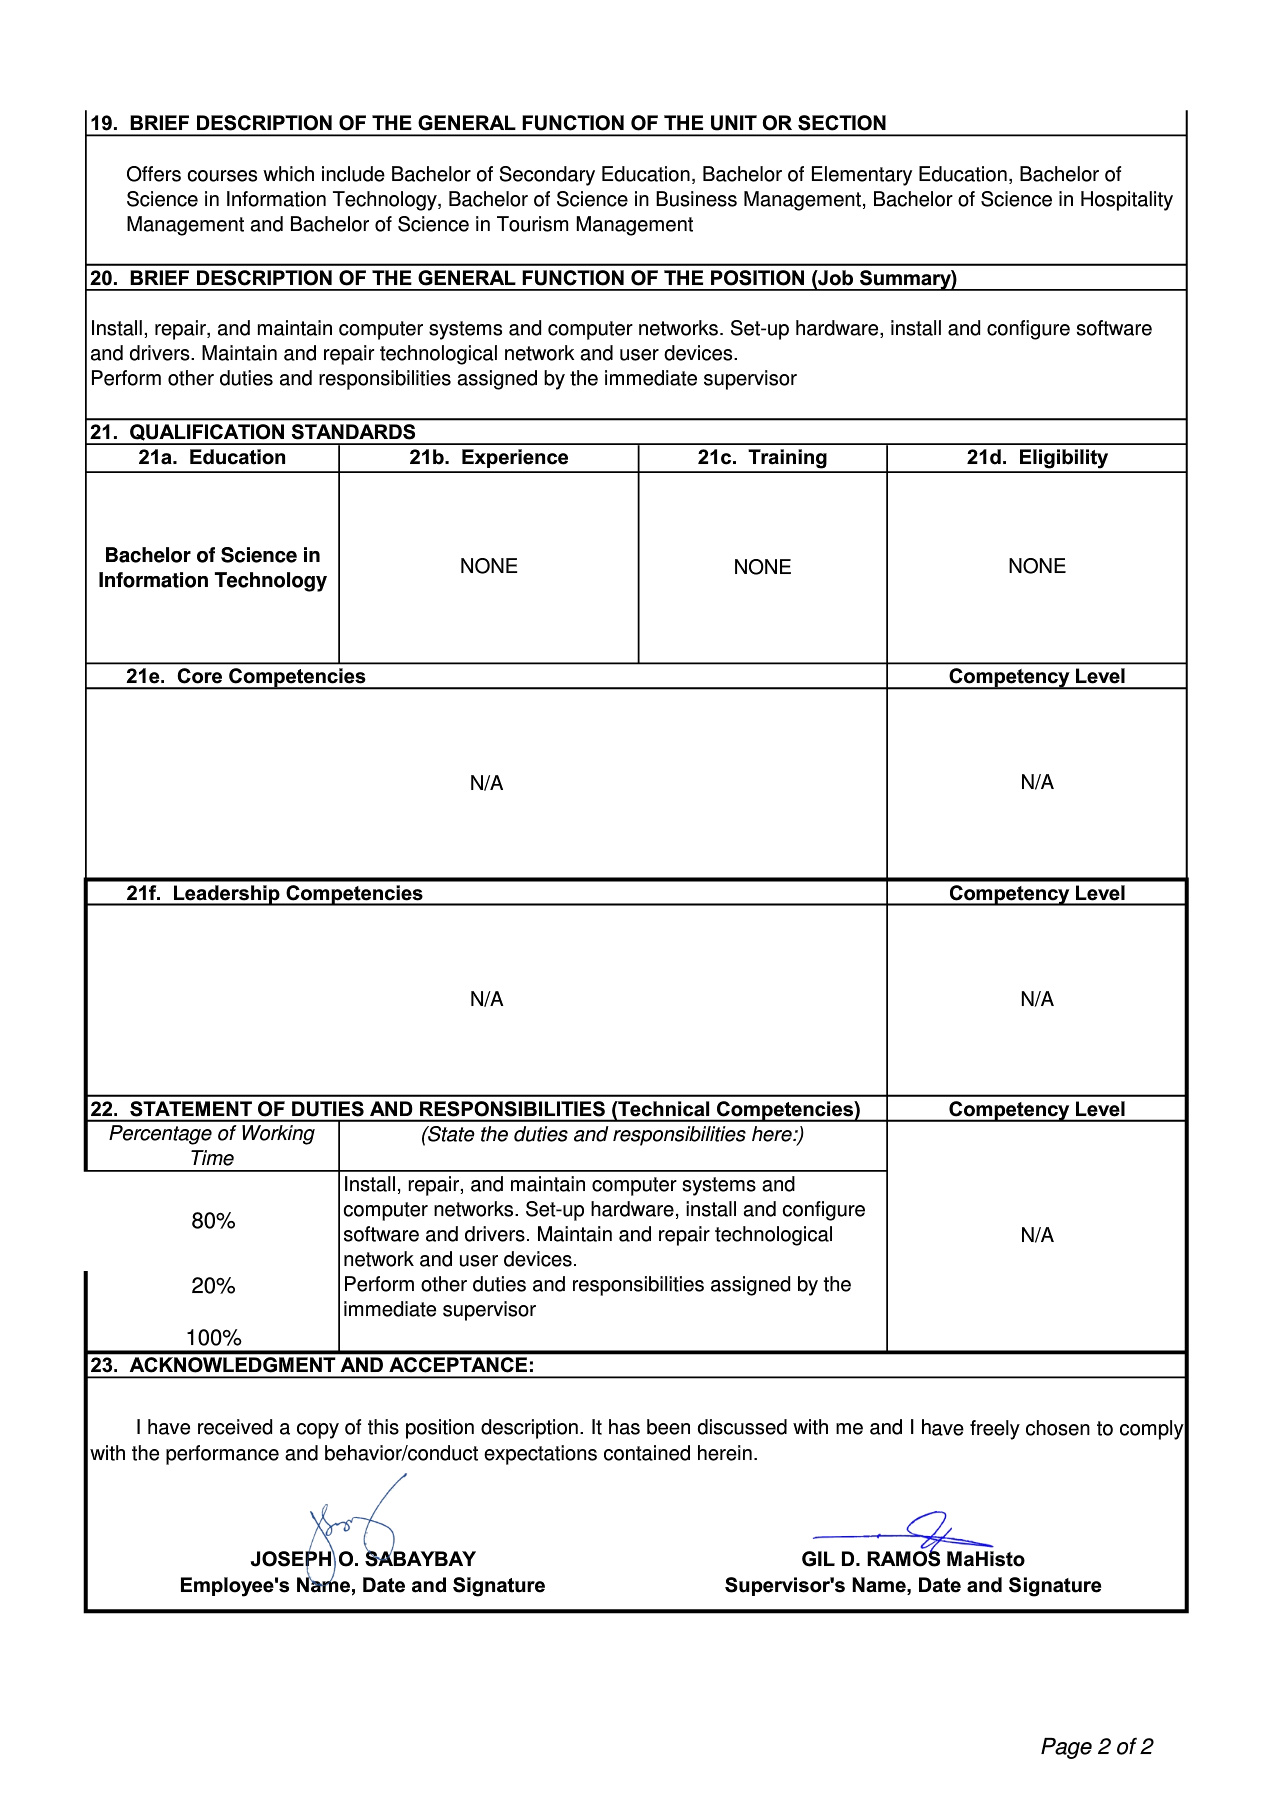 19. BRIEF DESCRIPTION OF THE GENERAL FUNCTION OF THE UNIT OR SECTION
Offers courses which include Bachelor of Secondary Education, Bachelor of Elementary Education, Bachelor of
Science in Information Technology, Bachelor of Science in Business Management, Bachelor of Science in Hospitality
Management and Bachelor of Science in Tourism Management
20. BRIEF DESCRIPTION OF THE GENERAL FUNCTION OF THE POSITION (Job Summary)
Install, repair, and maintain computer systems and computer networks. Set-up hardware, install and configure software
and drivers. Maintain and repair technological network and user devices.
Perform other duties and responsibilities assigned by the immediate supervisor
21. QUALIFICATION STANDARDS
21a. Education 21b. Experience 21c. Training 21d. Eligibility
Bachelor of Science in
Information Technology
NONE NONE NONE
21e. Core Competencies Competency Level
N/A N/A
21f. Leadership Competencies Competency Level
N/A N/A
22. STATEMENT OF DUTIES AND RESPONSIBILITIES (Technical Competencies) Competency Level
Percentage of Working
Time
(State the duties and responsibilities here:)
80%
Install, repair, and maintain computer systems and
computer networks. Set-up hardware, install and configure
software and drivers. Maintain and repair technological
network and user devices.
N/A
20%
Perform other duties and responsibilities assigned by the
immediate supervisor
100%
23. ACKNOWLEDGMENT AND ACCEPTANCE:
I have received a copy of this position description. It has been discussed with me and I have freely chosen to comply
with the performance and behavior/conduct expectations contained herein.
JOSEPH O. SABAYBAY GIL D. RAMOS MaHisto
Employee's Name, Date and Signature Supervisor's Name, Date and Signature
Page 2 of 2